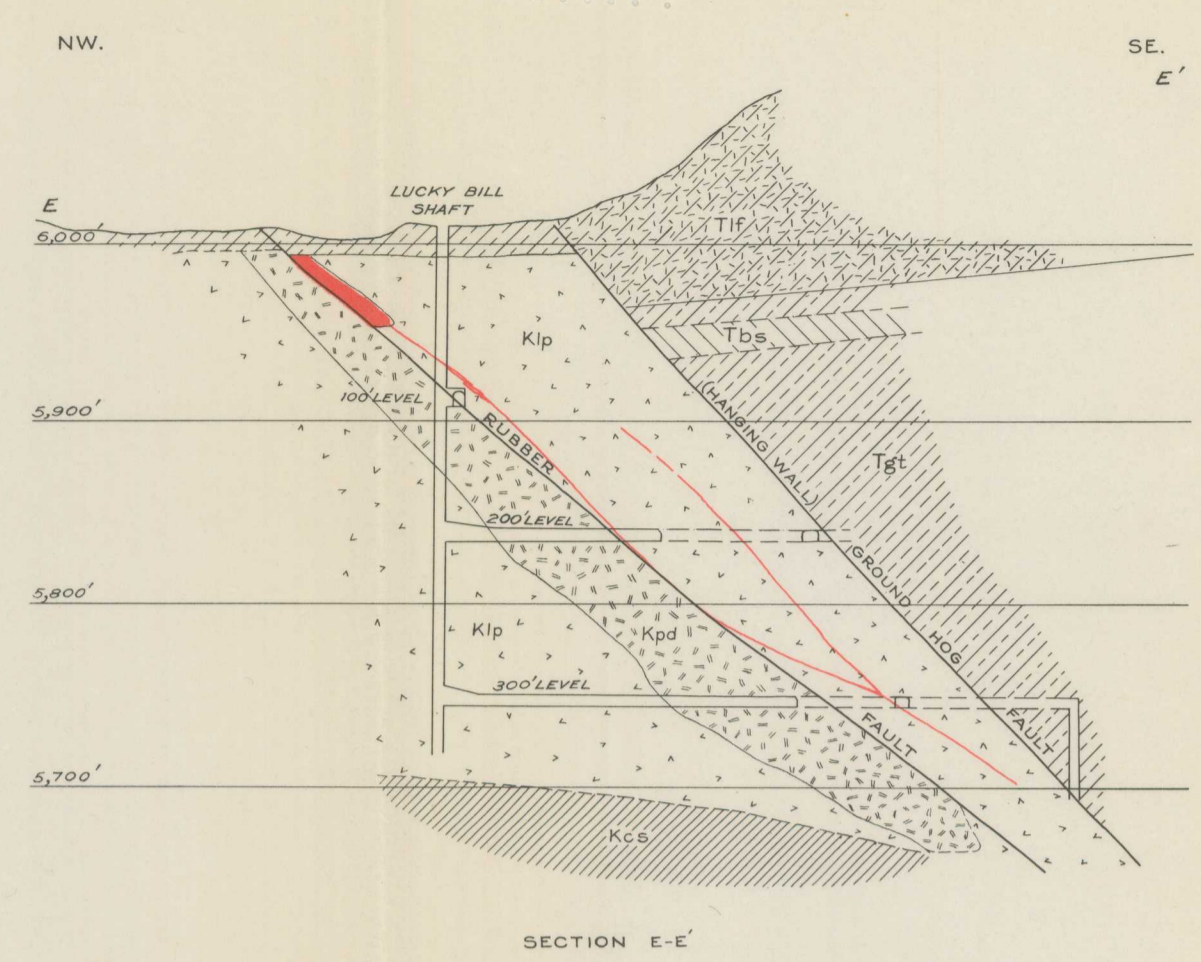 NW.
SE.
E'
LUCKY BILL
SHAFT
E
6,000'
Tlf
Klp
Tbs
(HANGING WALL)
100' LEVEL
5,900'
RUBBER
Tgt
200' LEVEL
GROUND
HOG
FAULT
5,800'
Klp
Kpd
300' LEVEL
FAULT
5,700'
Kcs
SECTION E-E'